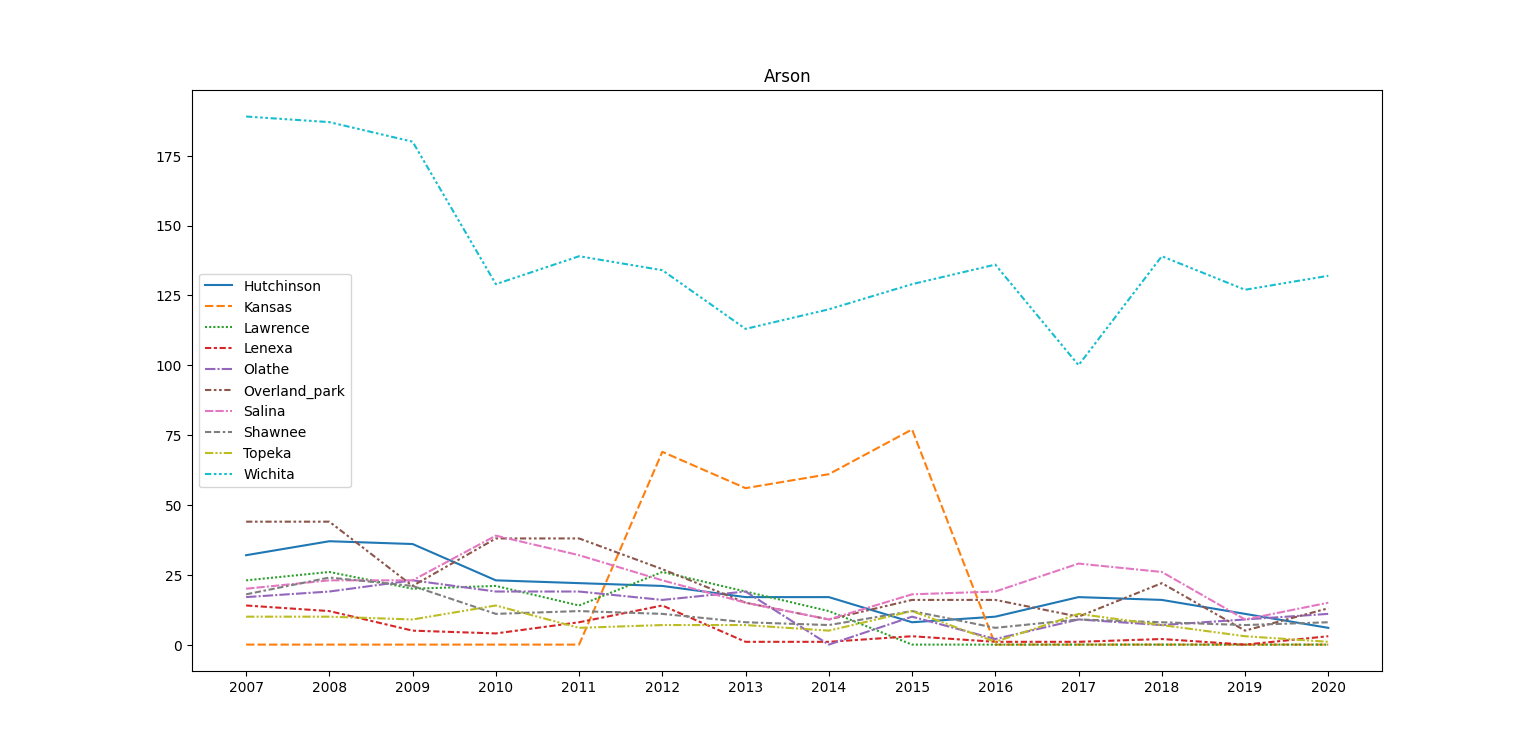 Arson
175
150
125
100
75
50
25
0
Hutchinson
Kansas
Lawrence
Lenexa
Olathe
Overland_park
Salina
Shawnee
Topeka
Wichita
2007 2008 2009 2010 2011 2012 2013 2014 2015 2016 2017 2018 2019 2020